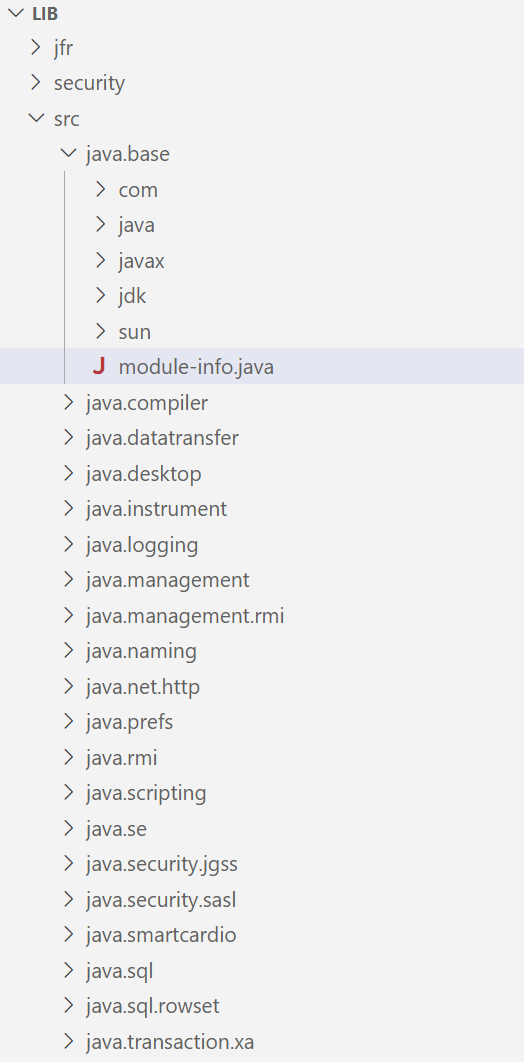 LIB
jfr
security
src
java.base
com
java
javax
jdk
sun
J module-info.java
java.compiler
java.datatransfer
java.desktop
java.instrument
java.logging
java.management
java.management.rmi
java.naming
java.net.http
java.prefs
java.rmi
java.scripting
java.se
java.security.jgss
java.security.sasl
java.smartcardio
java.sql
java.sql.rowset
java.transaction.xa